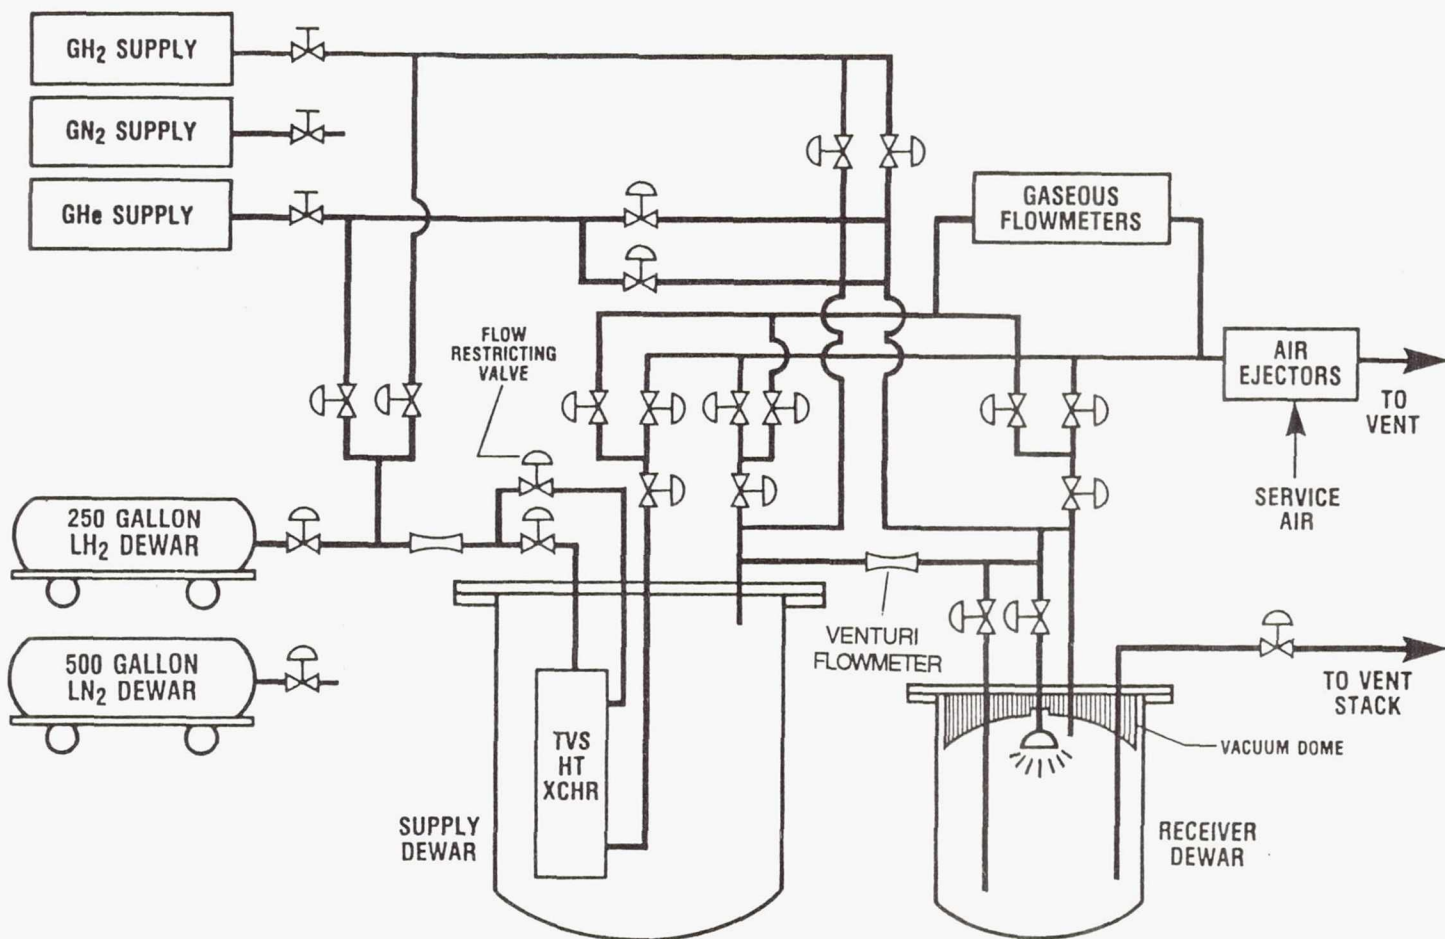 GH₂ SUPPLY
GN₂ SUPPLY
GHe SUPPLY
GASEOUS
FLOWMETERS
FLOW
RESTRICTING
VALVE
AIR
EJECTORS
TO
VENT
SERVICE
AIR
250 GALLON
LH₂ DEWAR
500 GALLON
LN₂ DEWAR
VENTURI
FLOWMETER
TO VENT
STACK
VACUUM DOME
TVS
HT
XCHR
SUPPLY
DEWAR
RECEIVER
DEWAR